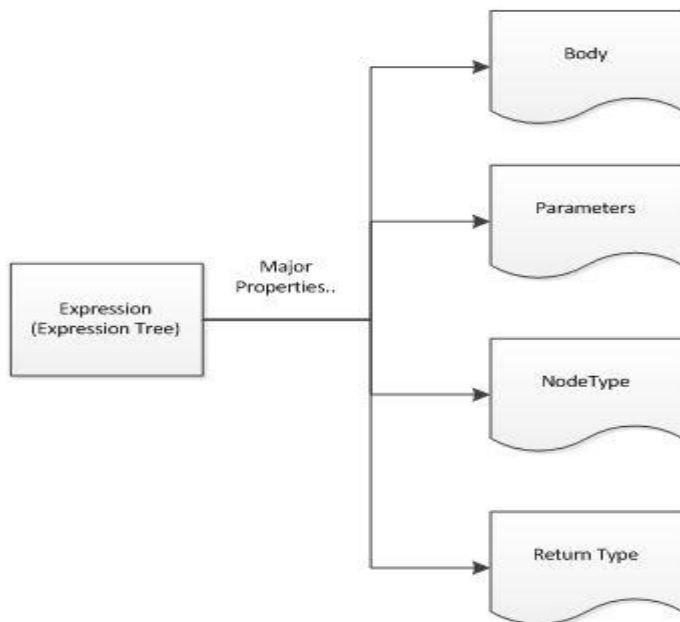 Body
Parameters
Major
Properties..
Expression
(Expression Tree)
NodeType
Return Type